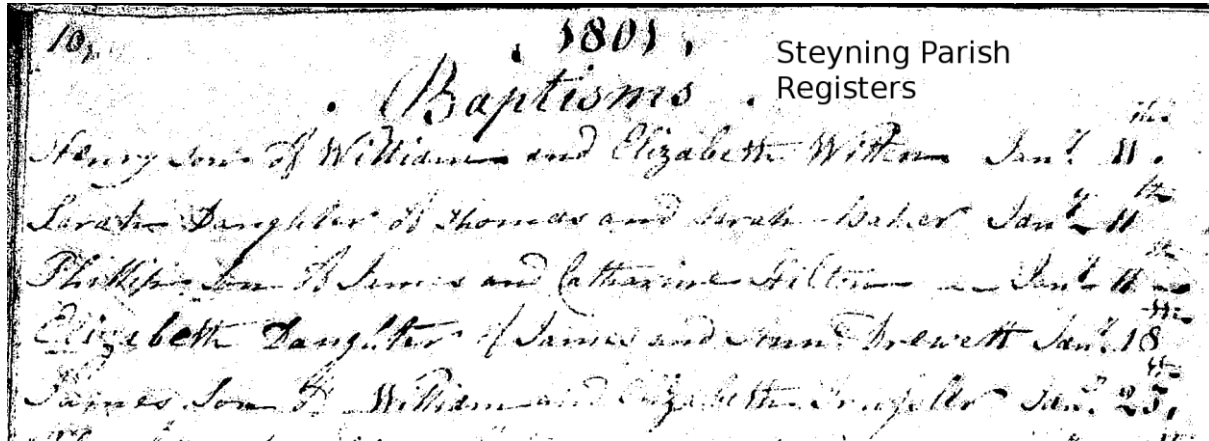 10,
. 1801 .
Steyning Parish
Registers
. Baptisms .
Henry son of William and Elizabeth Witten Jan.y 11th.
Sarah Daughter of Thomas and Sarah Baker Jan.y 11th
Phillip Son of James and Catharine Hilton Jan.y 11th
Elizabeth Daughter of James and Ann Drewett Jan.y 18th
James Son of William and Elizabeth Jan.y 25th,